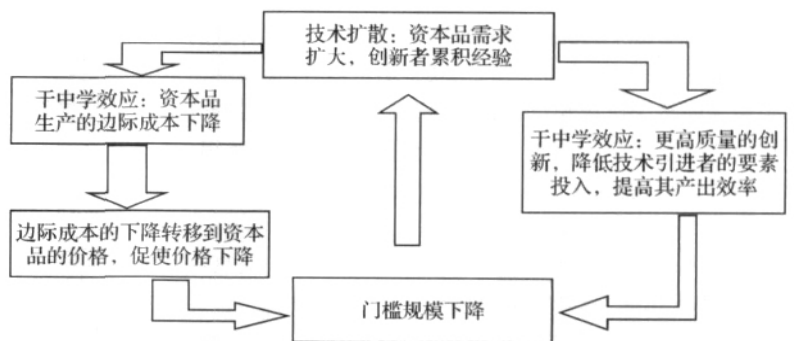 技术扩散：资本品需求
扩大，创新者累积经验
干中学效应：资本品
生产的边际成本下降
干中学效应：更高质量的创
新，降低技术引进者的要素
投入，提高其产出效率
边际成本的下降转移到资本
品的价格，促使价格下降
门槛规模下降